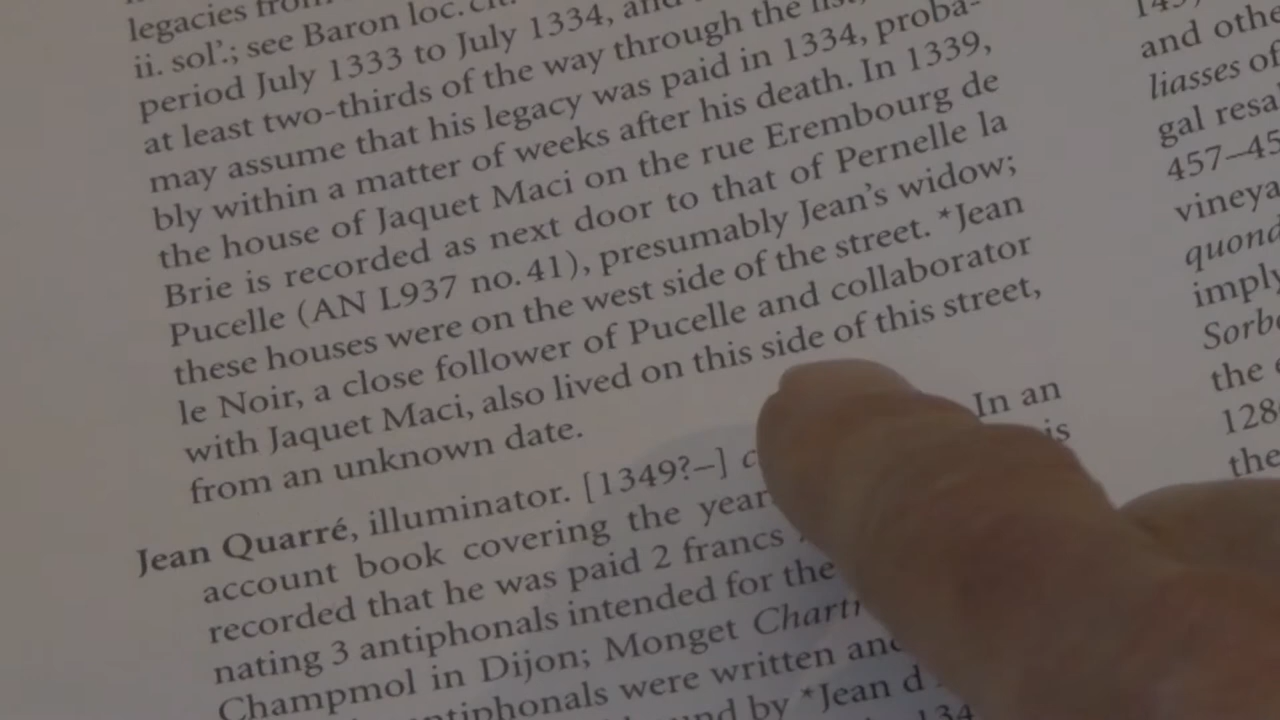 legacies from
ii. sol'.; see Baron loc. cit.
period July 1333 to July 1334, and
at least two-thirds of the way through the list,
may assume that his legacy was paid in 1334, proba-
bly within a matter of weeks after his death. In 1339,
the house of Jaquet Maci on the rue Erembourg de
Brie is recorded as next door to that of Pernelle la
Pucelle (AN L937 no. 41), presumably Jean's widow;
these houses were on the west side of the street. *Jean
le Noir, a close follower of Pucelle and collaborator
with Jaquet Maci, also lived on this side of this street,
from an unknown date.
Jean Quarré, illuminator. [1349?–] In an
account book covering the year is
recorded that he was paid 2 francs
nating 3 antiphonals intended for the
Champmol in Dijon; Monget
antiphonals were written and
by *Jean d
and othe
liasses of
gal resa
457–45
vineya
quond
imply
Sorbo
the
128
the